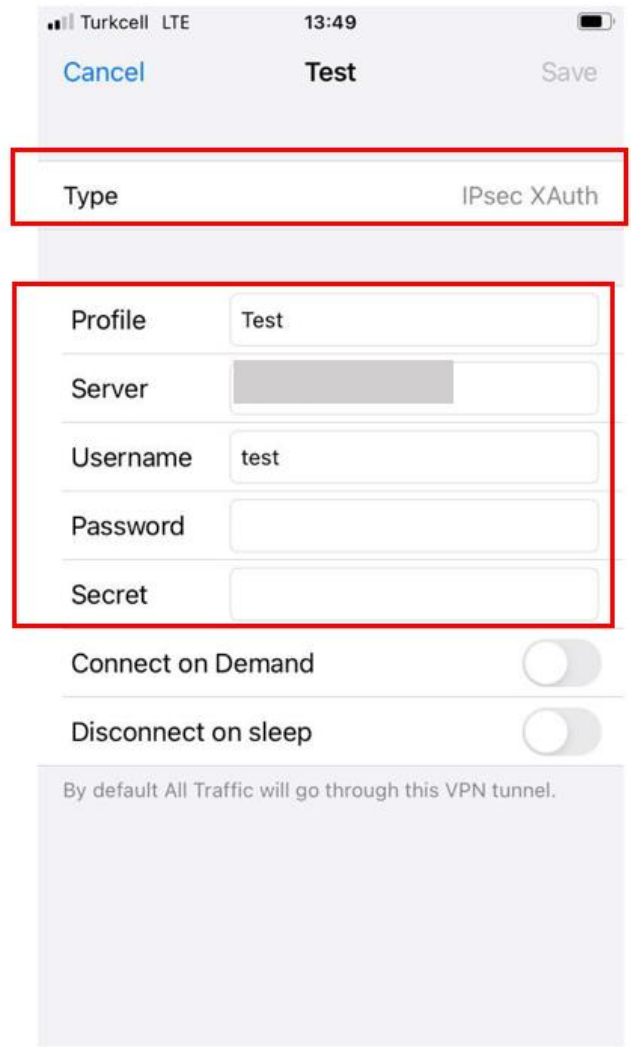 Turkcell LTE 13:49
Cancel Test Save
Type IPsec XAuth
Profile Test
Server
Username test
Password
Secret
Connect on Demand
Disconnect on sleep
By default All Traffic will go through this VPN tunnel.